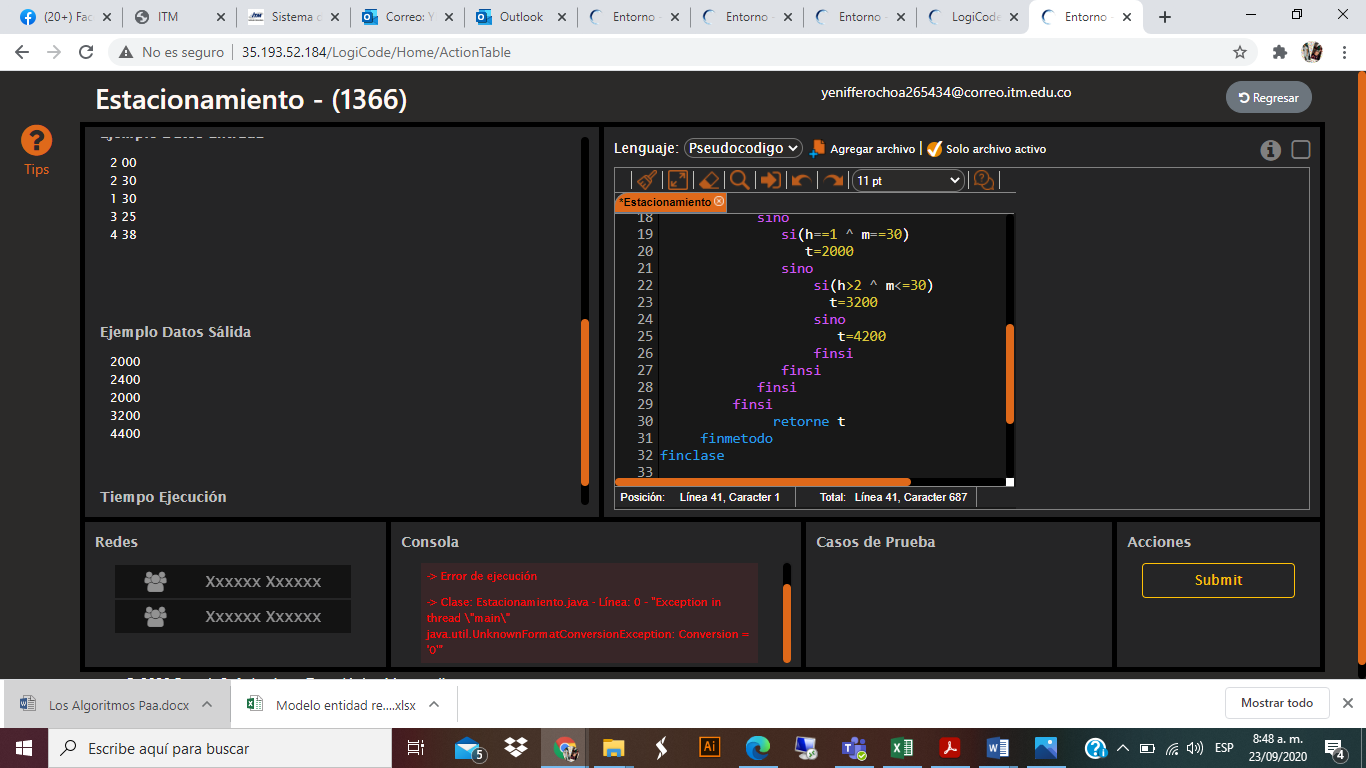 (20+) Fac
ITM
Sistema d
Correo: Y
Outlook
Entorno -
Entorno -
Entorno -
LogiCode
Entorno -
No es seguro | 35.193.52.184/LogiCode/Home/ActionTable
Estacionamiento - (1366)
yenifferochoa265434@correo.itm.edu.co
Regresar
?
Tips
Ejemplo Datos Entrada
2 00
2 30
1 30
3 25
4 38
Ejemplo Datos Sálida
2000
2400
2000
3200
4400
Tiempo Ejecución
Lenguaje: Pseudocodigo Agregar archivo | Solo archivo activo
11 pt
*Estacionamiento
18 sino
19 si(h==1 ^ m==30)
20 t=2000
21 sino
22 si(h>2 ^ m<=30)
23 t=3200
24 sino
25 t=4200
26 finsi
27 finsi
28 finsi
29 finsi
30 retorne t
31 finmetodo
32 finclase
33
Posición: Línea 41, Caracter 1 Total: Línea 41, Caracter 687
Redes
Xxxxxx Xxxxxx
Xxxxxx Xxxxxx
Consola
-> Error de ejecución
-> Clase: Estacionamiento.java - Línea: 0 - "Exception in
thread \"main\"
java.util.UnknownFormatConversionException: Conversion =
'0'"
Casos de Prueba
Acciones
Submit
Los Algoritmos Paa.docx
Modelo entidad re....xlsx
Mostrar todo
Escribe aquí para buscar
5
Ai
ESP
8:48 a. m.
23/09/2020
4